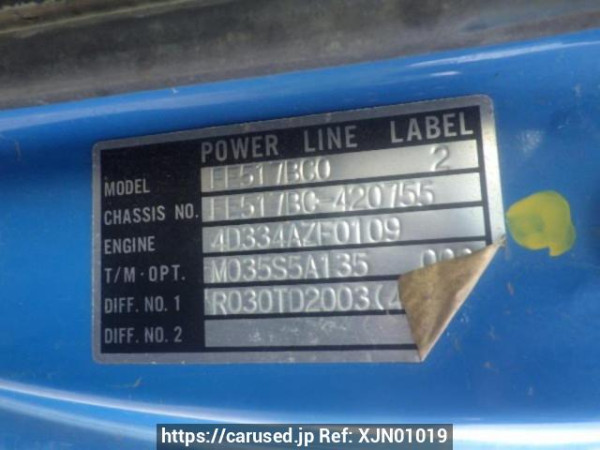 POWER LINE LABEL
MODEL FE517BC0 2
CHASSIS NO. FE517BC-420755
ENGINE 4D334AZF0109
T/M·OPT. M035S5A135
DIFF. NO. 1 R030TD2003(4
DIFF. NO. 2
https://carused.jp Ref: XJN01019